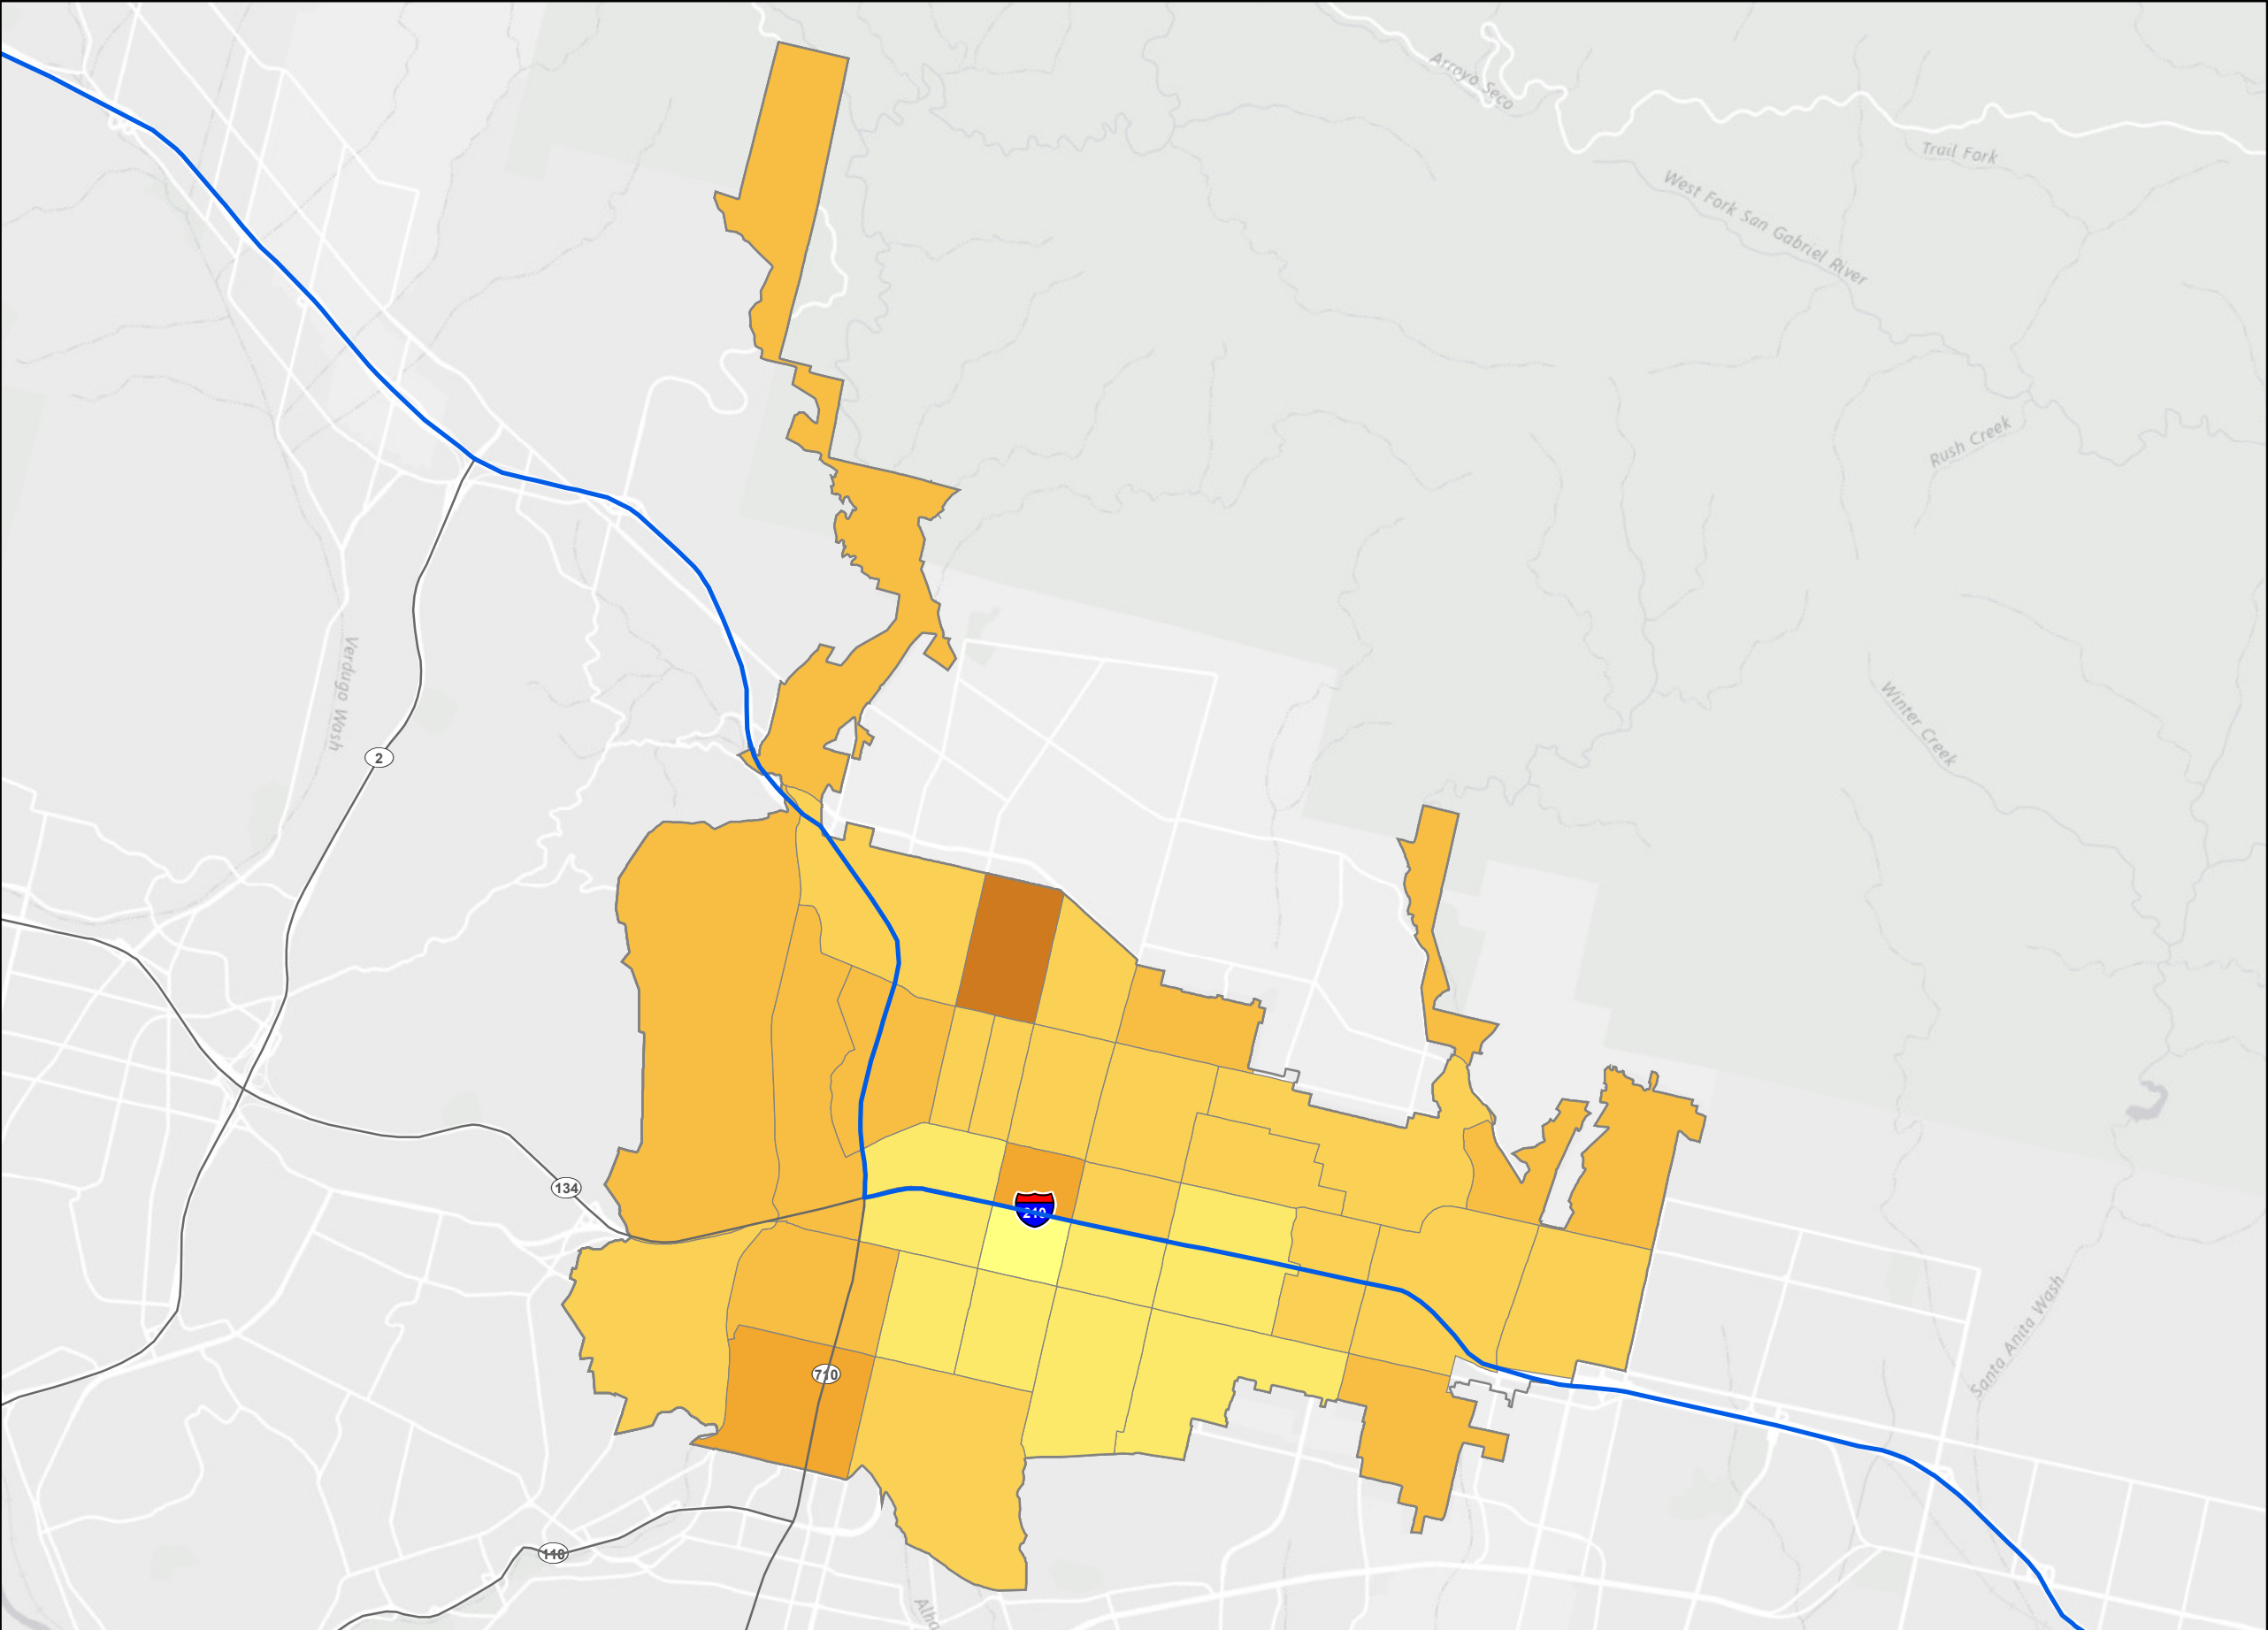 Arroyo Seco
Trail Fork
West Fork San Gabriel River
Rush Creek
Verdugo Wash
Winter Creek
2
134
210
Santa Anita Wash
710
110
Alha